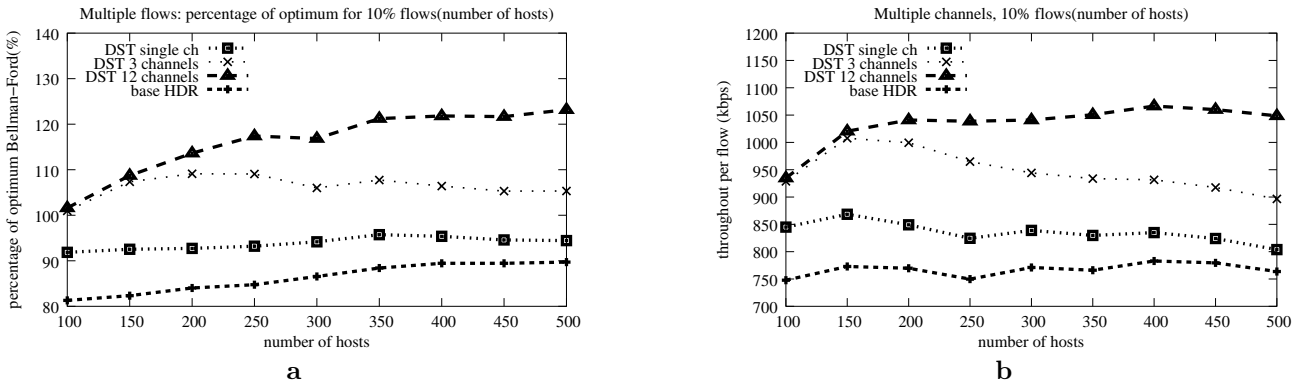 Multiple flows: percentage of optimum for 10% flows(number of hosts)
percentage of optimum Bellman-Ford(%)
140
130
120
110
100
90
80
DST single ch
DST 3 channels
DST 12 channels
base HDR
100 150 200 250 300 350 400 450 500
number of hosts
a
Multiple channels, 10% flows(number of hosts)
throughout per flow (kbps)
1200
1150
1100
1050
1000
950
900
850
800
750
700
DST single ch
DST 3 channels
DST 12 channels
base HDR
100 150 200 250 300 350 400 450 500
number of hosts
b